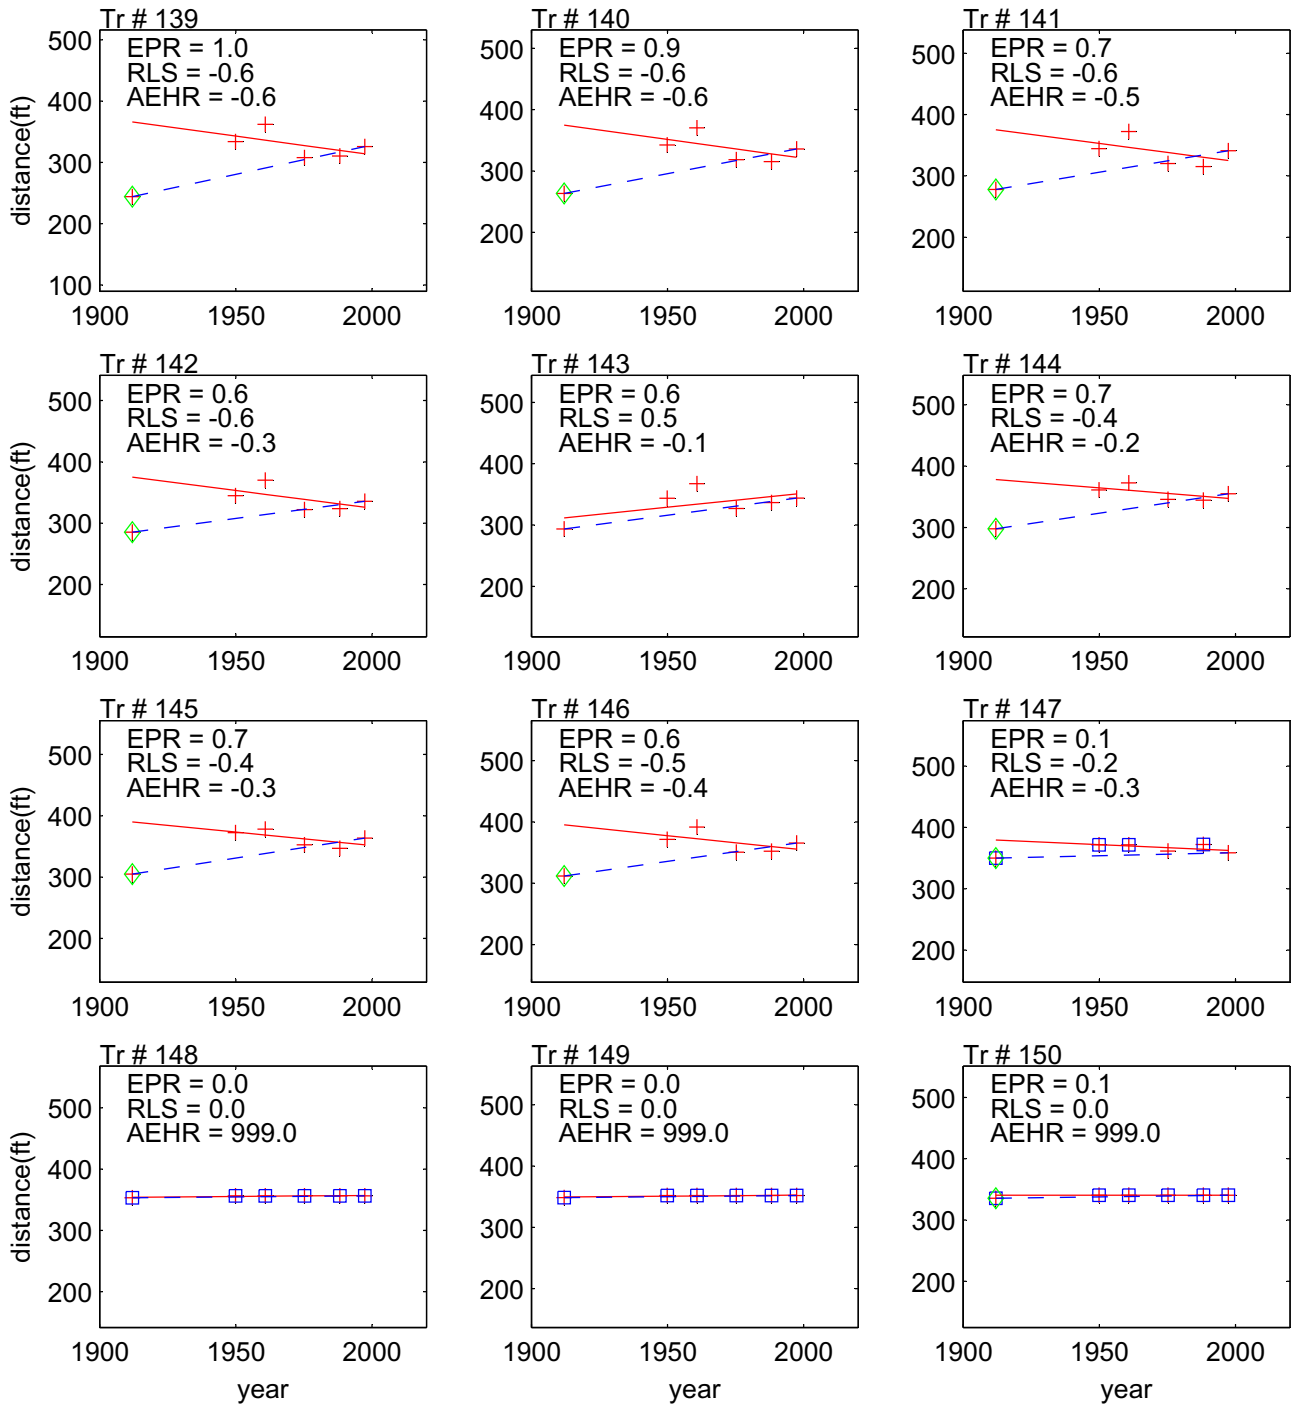 Tr # 139
EPR = 1.0
RLS = -0.6
AEHR = -0.6
500
400
300
200
100
distance(ft)
1900
1950
2000
Tr # 140
EPR = 0.9
RLS = -0.6
AEHR = -0.6
500
400
300
200
1900
1950
2000
Tr # 141
EPR = 0.7
RLS = -0.6
AEHR = -0.5
500
400
300
200
1900
1950
2000
Tr # 142
EPR = 0.6
RLS = -0.6
AEHR = -0.3
500
400
300
200
distance(ft)
1900
1950
2000
Tr # 143
EPR = 0.6
RLS = 0.5
AEHR = -0.1
500
400
300
200
1900
1950
2000
Tr # 144
EPR = 0.7
RLS = -0.4
AEHR = -0.2
500
400
300
200
1900
1950
2000
Tr # 145
EPR = 0.7
RLS = -0.4
AEHR = -0.3
500
400
300
200
distance(ft)
1900
1950
2000
Tr # 146
EPR = 0.6
RLS = -0.5
AEHR = -0.4
500
400
300
200
1900
1950
2000
Tr # 147
EPR = 0.1
RLS = -0.2
AEHR = -0.3
500
400
300
200
1900
1950
2000
Tr # 148
EPR = 0.0
RLS = 0.0
AEHR = 999.0
500
400
300
200
distance(ft)
1900
1950
2000
year
Tr # 149
EPR = 0.0
RLS = 0.0
AEHR = 999.0
500
400
300
200
1900
1950
2000
year
Tr # 150
EPR = 0.1
RLS = 0.0
AEHR = 999.0
500
400
300
200
1900
1950
2000
year